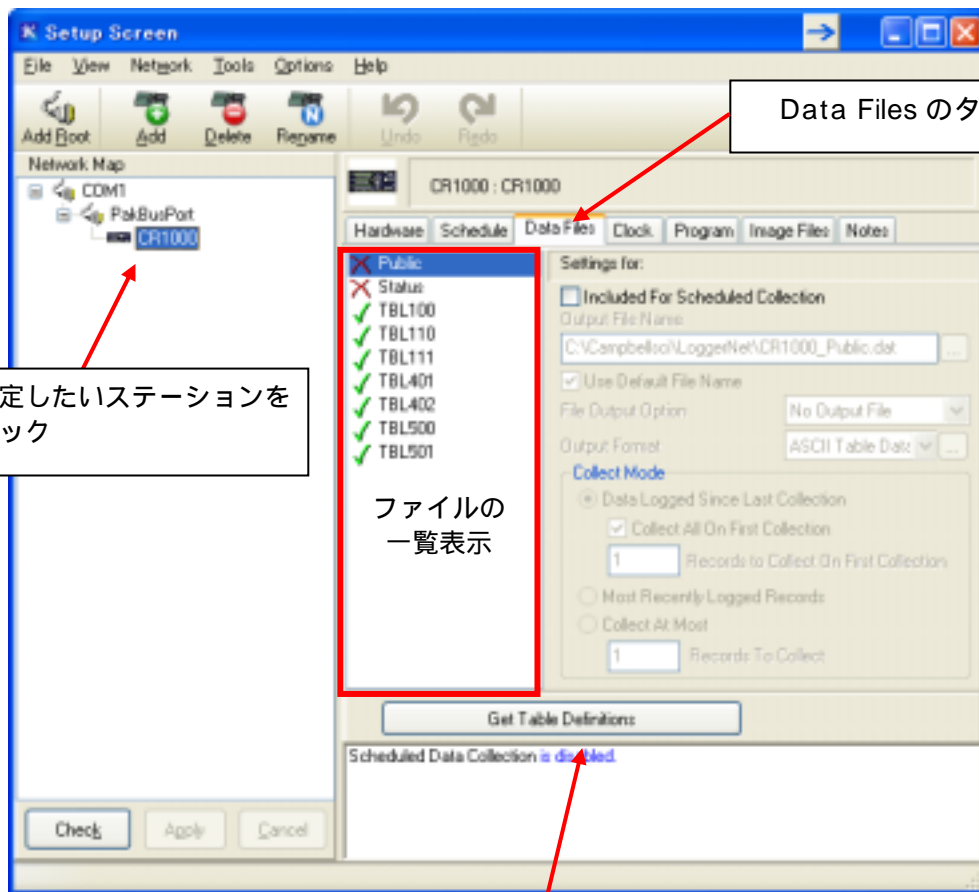 Setup Screen
File View Network Tools Options Help
Add Root Add Delete Rename Undo Redo
Data Files のタ
Network Map
COM1
PakBusPort
CR1000
CR1000 : CR1000
Hardware Schedule Data Files Clock Program Image Files Notes
定したいステーションを
ック
Public
Status
TBL100
TBL110
TBL111
TBL401
TBL402
TBL500
TBL501
ファイルの
一覧表示
Settings for:
Included For Scheduled Collection
Output File Name
C:\Campbellsci\LoggerNet\CR1000_Public.dat ...
Use Default File Name
File Output Option No Output File
Output Format ASCII Table Data ...
Collect Mode
Data Logged Since Last Collection
Collect All On First Collection
1 Records to Collect On First Collection
Most Recently Logged Records
Collect At Most
1 Records To Collect
Get Table Definitions
Scheduled Data Collection is disabled.
Check Apply Cancel